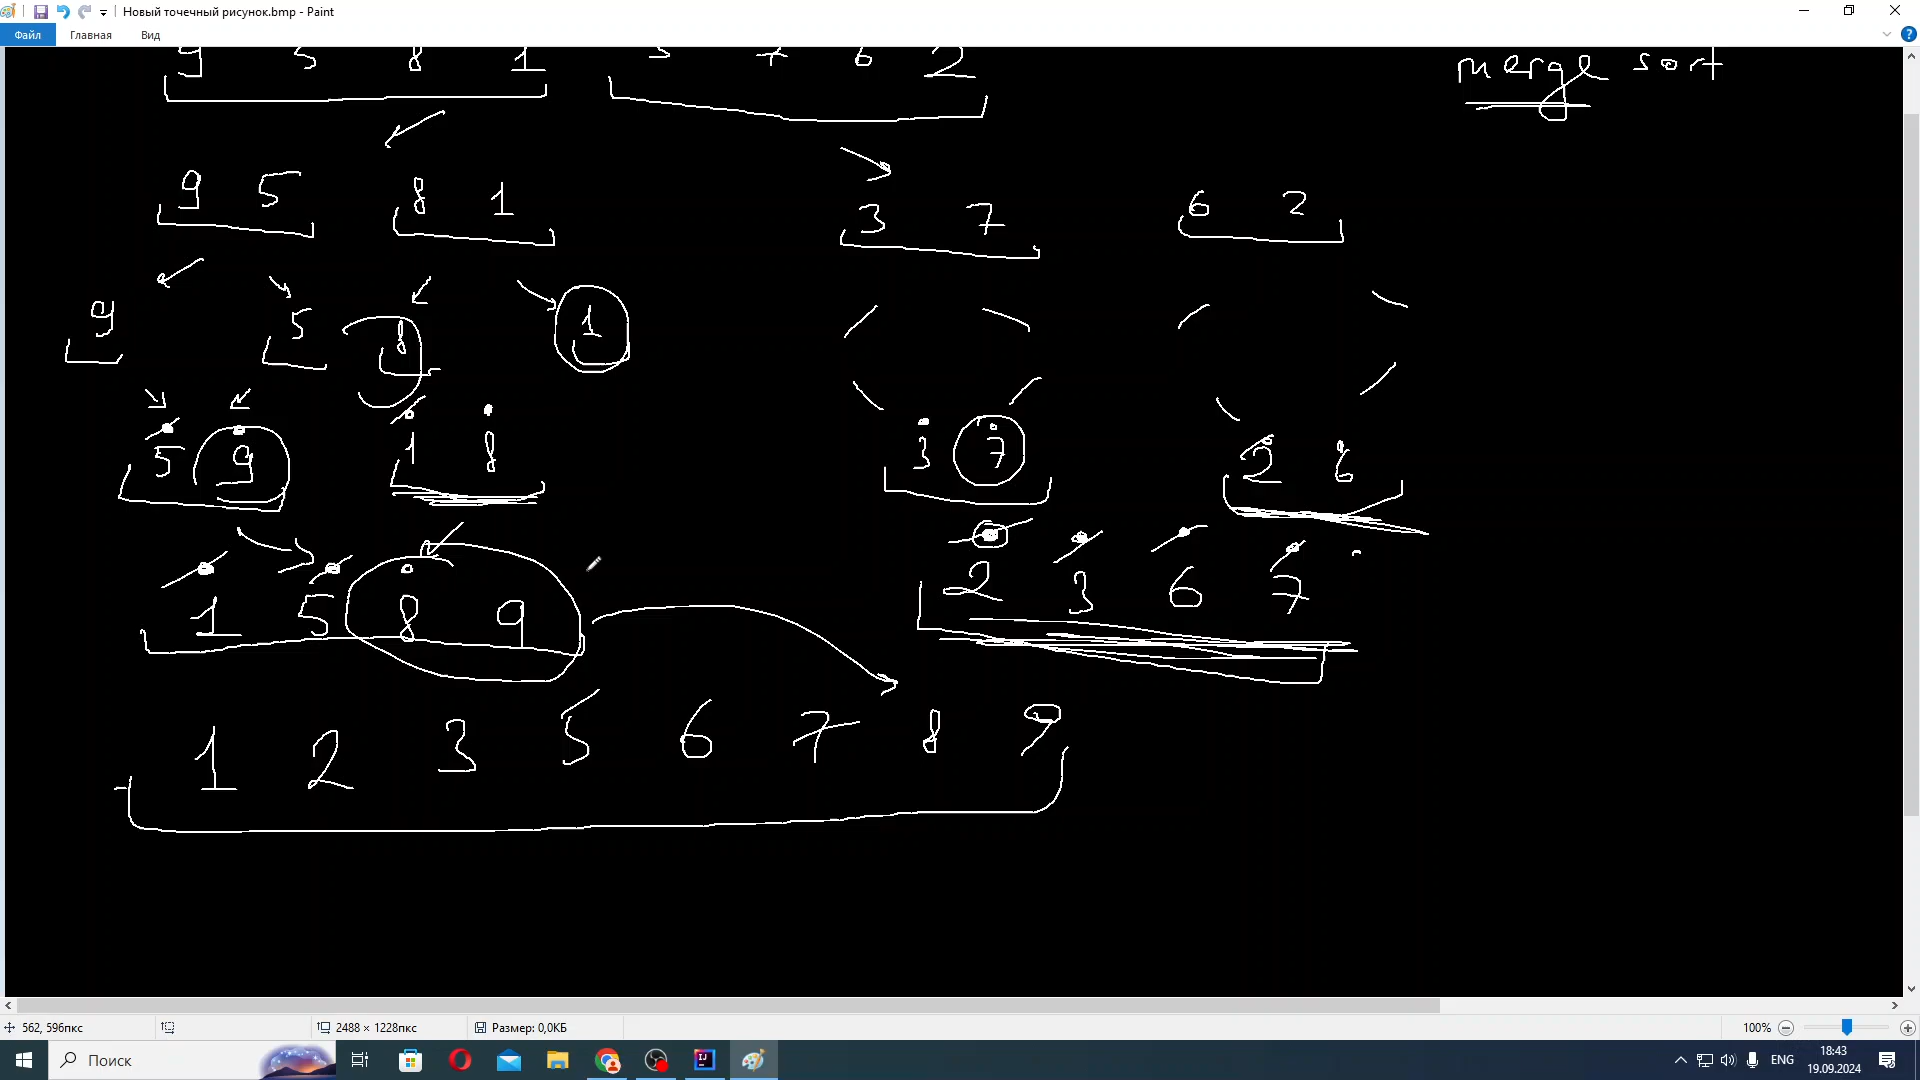 Новый точечный рисунок.bmp - Paint
Файл Главная Вид
9 5 8 1 3 7 6 2
merge sort
9 5 8 1 3 7 6 2
9 5 8 1
5 9 1 8 3 7 2 6
1 5 8 9 2 3 6 7
1 2 3 5 6 7 8 9
562, 596пкс 2488 × 1228пкс Размер: 0,0КБ 100%
Поиск ENG 18:43
19.09.2024